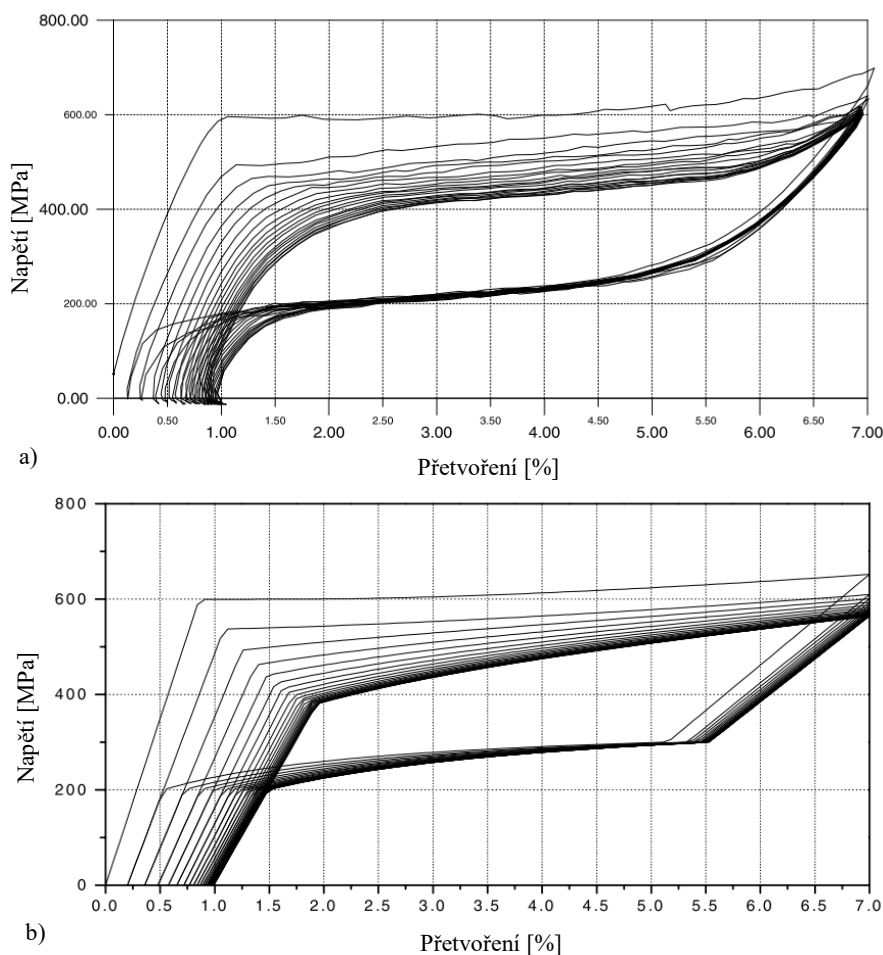 800.00
600.00
400.00
200.00
0.00
Napětí [MPa]
0.00 0.50 1.00 1.50 2.00 2.50 3.00 3.50 4.00 4.50 5.00 5.50 6.00 6.50 7.00
a)
Přetvoření [%]
800
600
400
200
0
Napětí [MPa]
0.0 0.5 1.0 1.5 2.0 2.5 3.0 3.5 4.0 4.5 5.0 5.5 6.0 6.5 7.0
b)
Přetvoření [%]